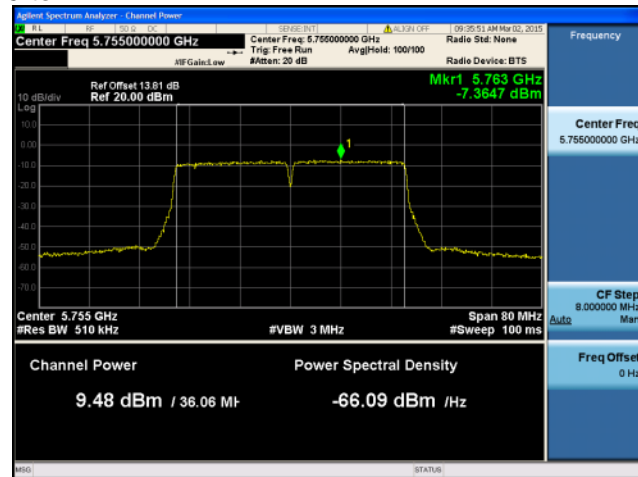 Agilent Spectrum Analyzer - Channel Power
RL RF 50 Ω DC SENSE:INT ALIGN OFF 09:35:51 AM Mar 02, 2015
Center Freq 5.755000000 GHz
Center Freq: 5.755000000 GHz
Radio Std: None
Trig: Free Run Avg|Hold: 100/100
#IFGain:Low #Atten: 20 dB Radio Device: BTS
Frequency
Ref Offset 13.81 dB
10 dB/div Ref 20.00 dBm
Mkr1 5.763 GHz
-7.3647 dBm
Log
10.0
0.00
-10.0
-20.0
-30.0
-40.0
-50.0
-60.0
-70.0
1
Center 5.755 GHz Span 80 MHz
#Res BW 510 kHz #VBW 3 MHz #Sweep 100 ms
Channel Power Power Spectral Density
9.48 dBm / 36.06 MH -66.09 dBm /Hz
Center Freq
5.755000000 GHz
CF Step
8.000000 MHz
Auto Man
Freq Offset
0 Hz
MSG STATUS